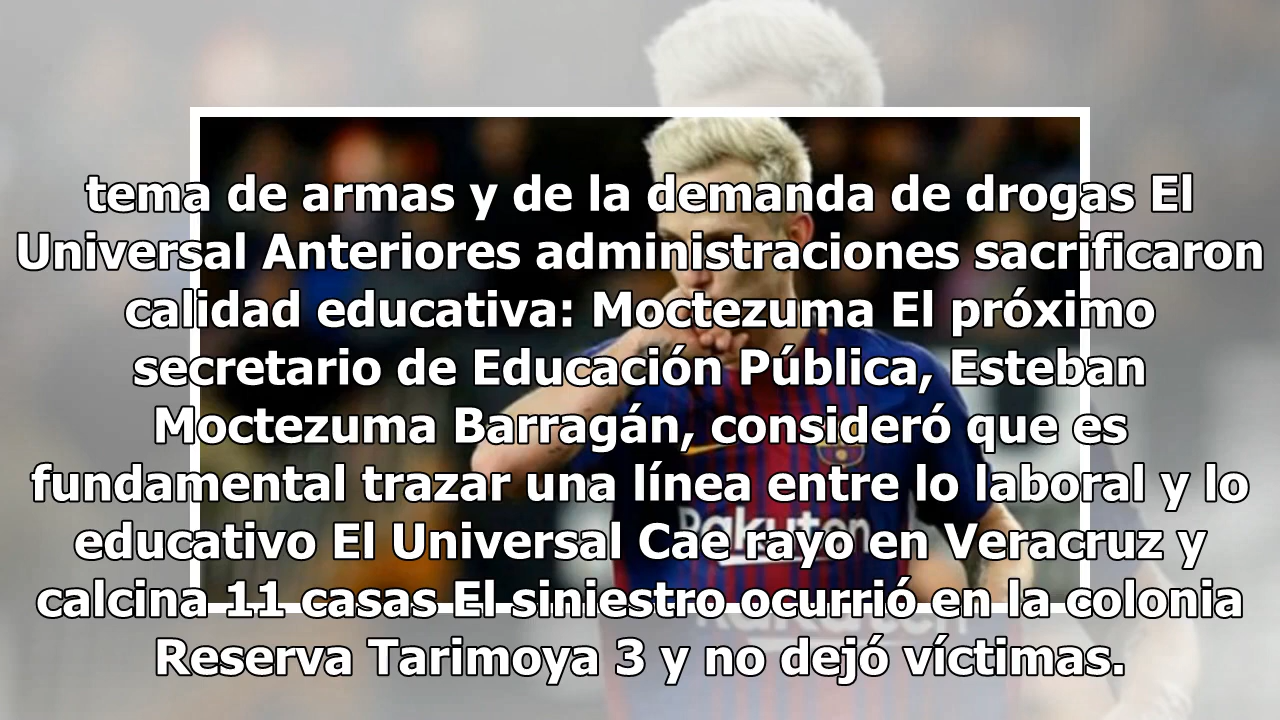 tema de armas y de la demanda de drogas El
Universal Anteriores administraciones sacrificaron
calidad educativa: Moctezuma El próximo
secretario de Educación Pública, Esteban
Moctezuma Barragán, consideró que es
fundamental trazar una línea entre lo laboral y lo
educativo El Universal Cae rayo en Veracruz y
calcina 11 casas El siniestro ocurrió en la colonia
Reserva Tarimoya 3 y no dejó víctimas.
Rakuten